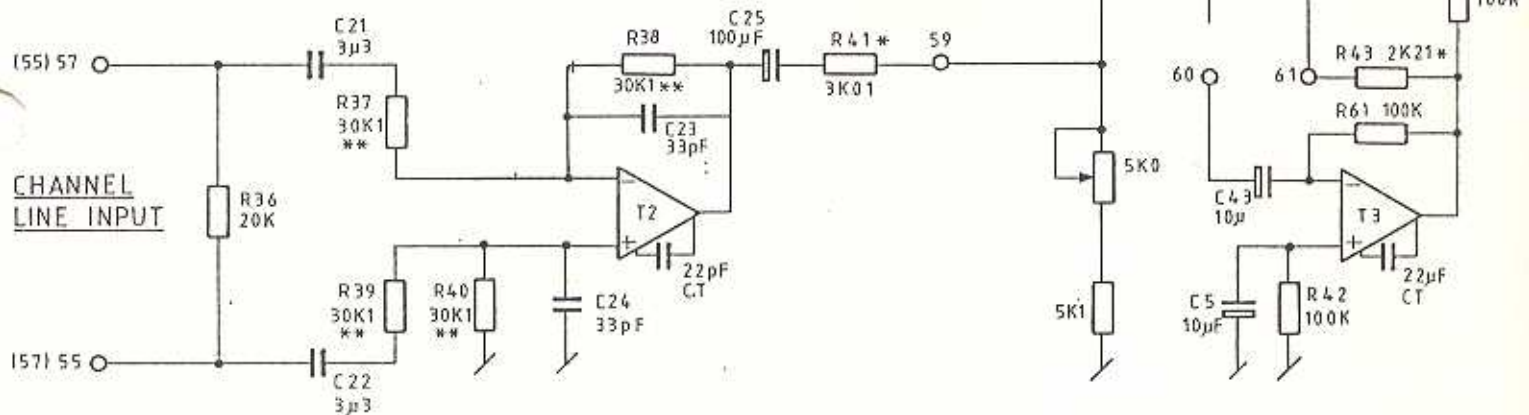 (55) 57
C21
3µ3
R37
30K1
**
R38
30K1**
C23
33pF
C25
100µF
R41*
3K01
59
60
61
100K
R43 2K21*
R61 100K
CHANNEL
LINE INPUT
R36
20K
T2
22pF
C.T
5K0
C43
10µ
T3
22µF
CT
R39
30K1
**
R40
30K1
**
C24
33pF
5K1
C5
10µF
R42
100K
(57) 55
C22
3µ3